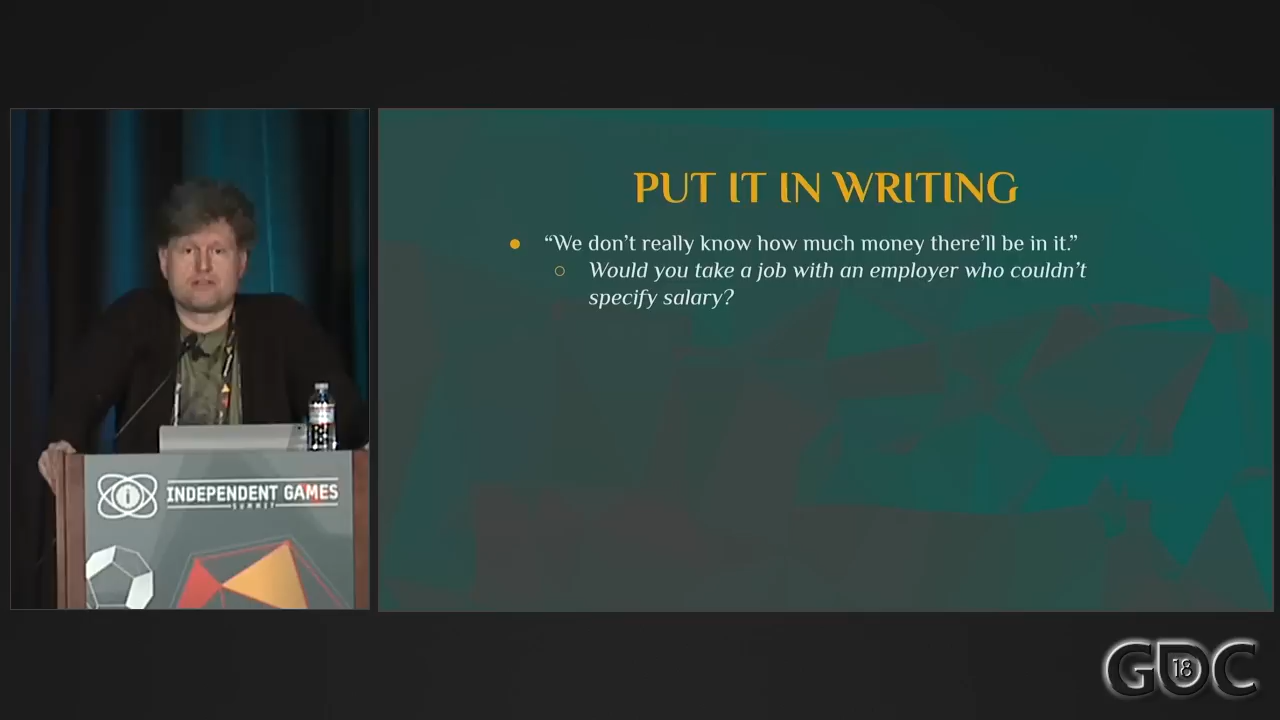 PUT IT IN WRITING
● “We don’t really know how much money there’ll be in it.”
○ Would you take a job with an employer who couldn’t
specify salary?
INDEPENDENT GAMES
SUMMIT
GDC
18